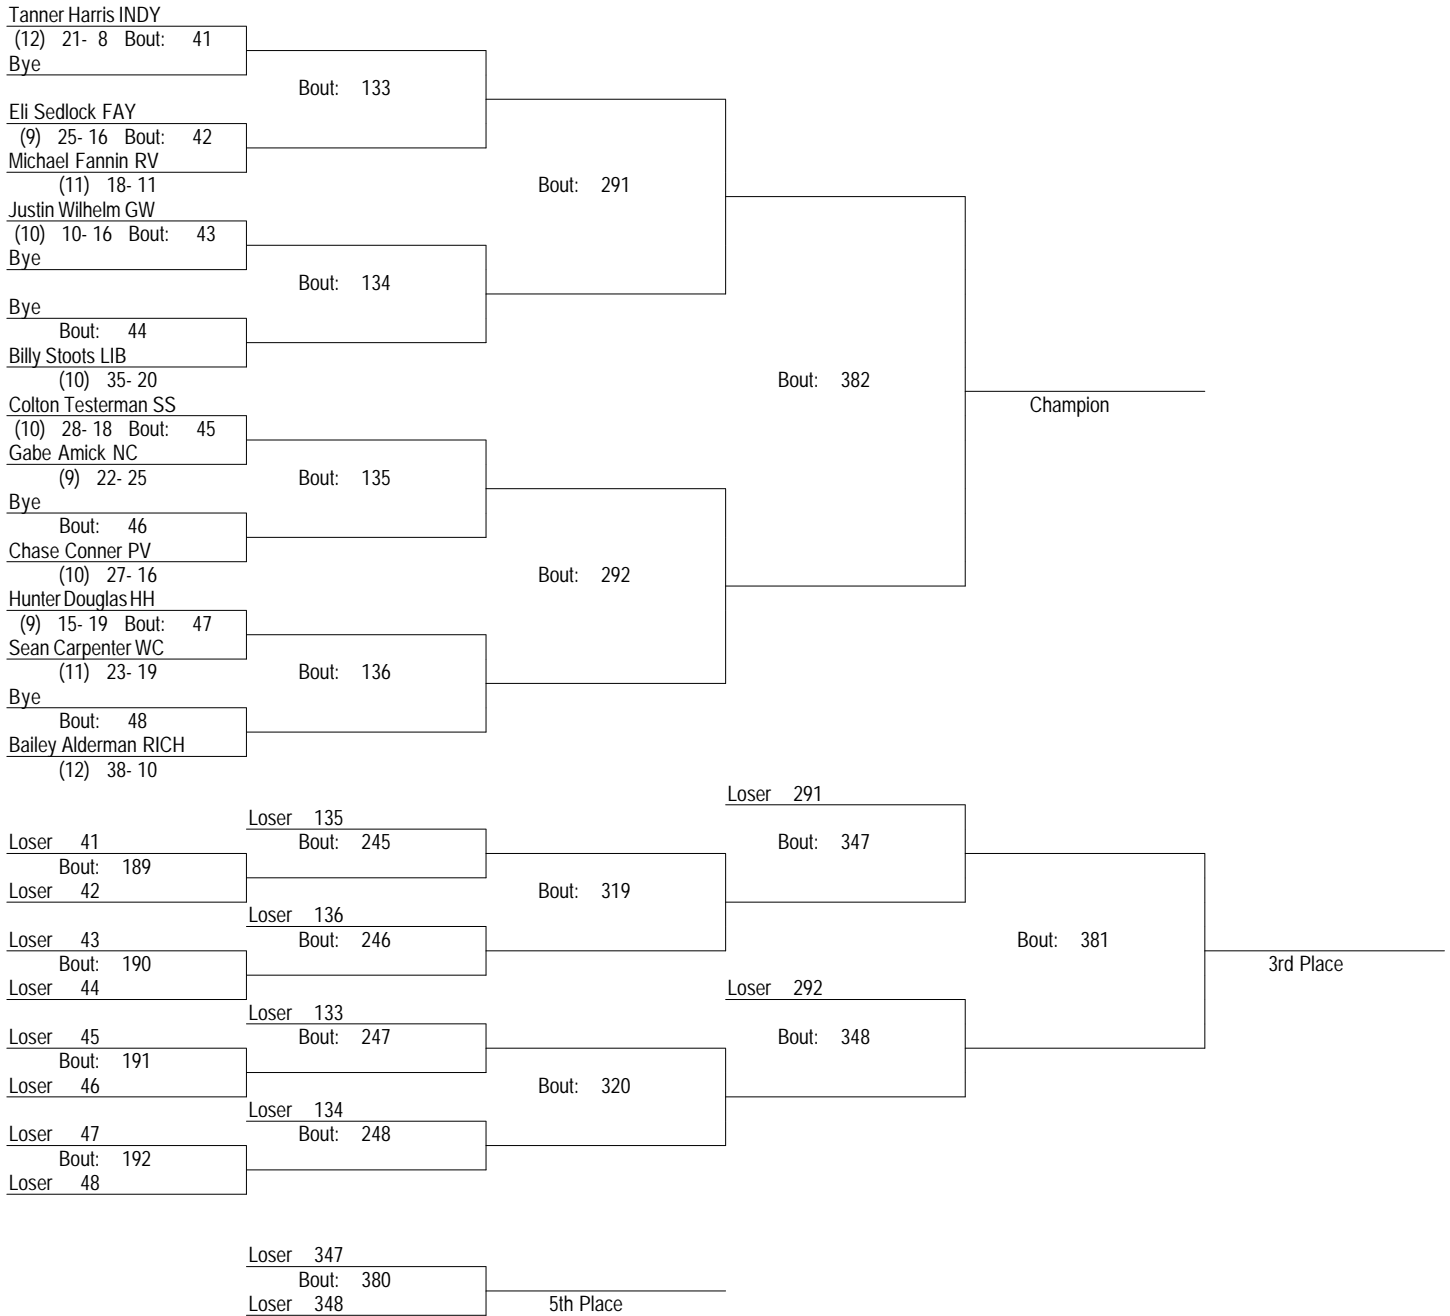 Tanner Harris INDY
(12) 21- 8 Bout: 41
Bye
Bout: 133
Eli Sedlock FAY
(9) 25- 16 Bout: 42
Michael Fannin RV
(11) 18- 11
Bout: 291
Justin Wilhelm GW
(10) 10- 16 Bout: 43
Bye
Bout: 134
Bye
Bout: 44
Billy Stoots LIB
(10) 35- 20
Bout: 382
Champion
Colton Testerman SS
(10) 28- 18 Bout: 45
Gabe Amick NC
(9) 22- 25
Bout: 135
Bye
Bout: 46
Chase Conner PV
(10) 27- 16
Bout: 292
Hunter Douglas HH
(9) 15- 19 Bout: 47
Sean Carpenter WC
(11) 23- 19
Bout: 136
Bye
Bout: 48
Bailey Alderman RICH
(12) 38- 10
Loser 291
Loser 135
Loser 41
Bout: 245
Bout: 347
Bout: 189
Loser 42
Bout: 319
Loser 136
Loser 43
Bout: 246
Bout: 381
Bout: 190
3rd Place
Loser 44
Loser 292
Loser 133
Loser 45
Bout: 247
Bout: 348
Bout: 191
Loser 46
Bout: 320
Loser 134
Loser 47
Bout: 248
Bout: 192
Loser 48
Loser 347
Bout: 380
Loser 348
5th Place